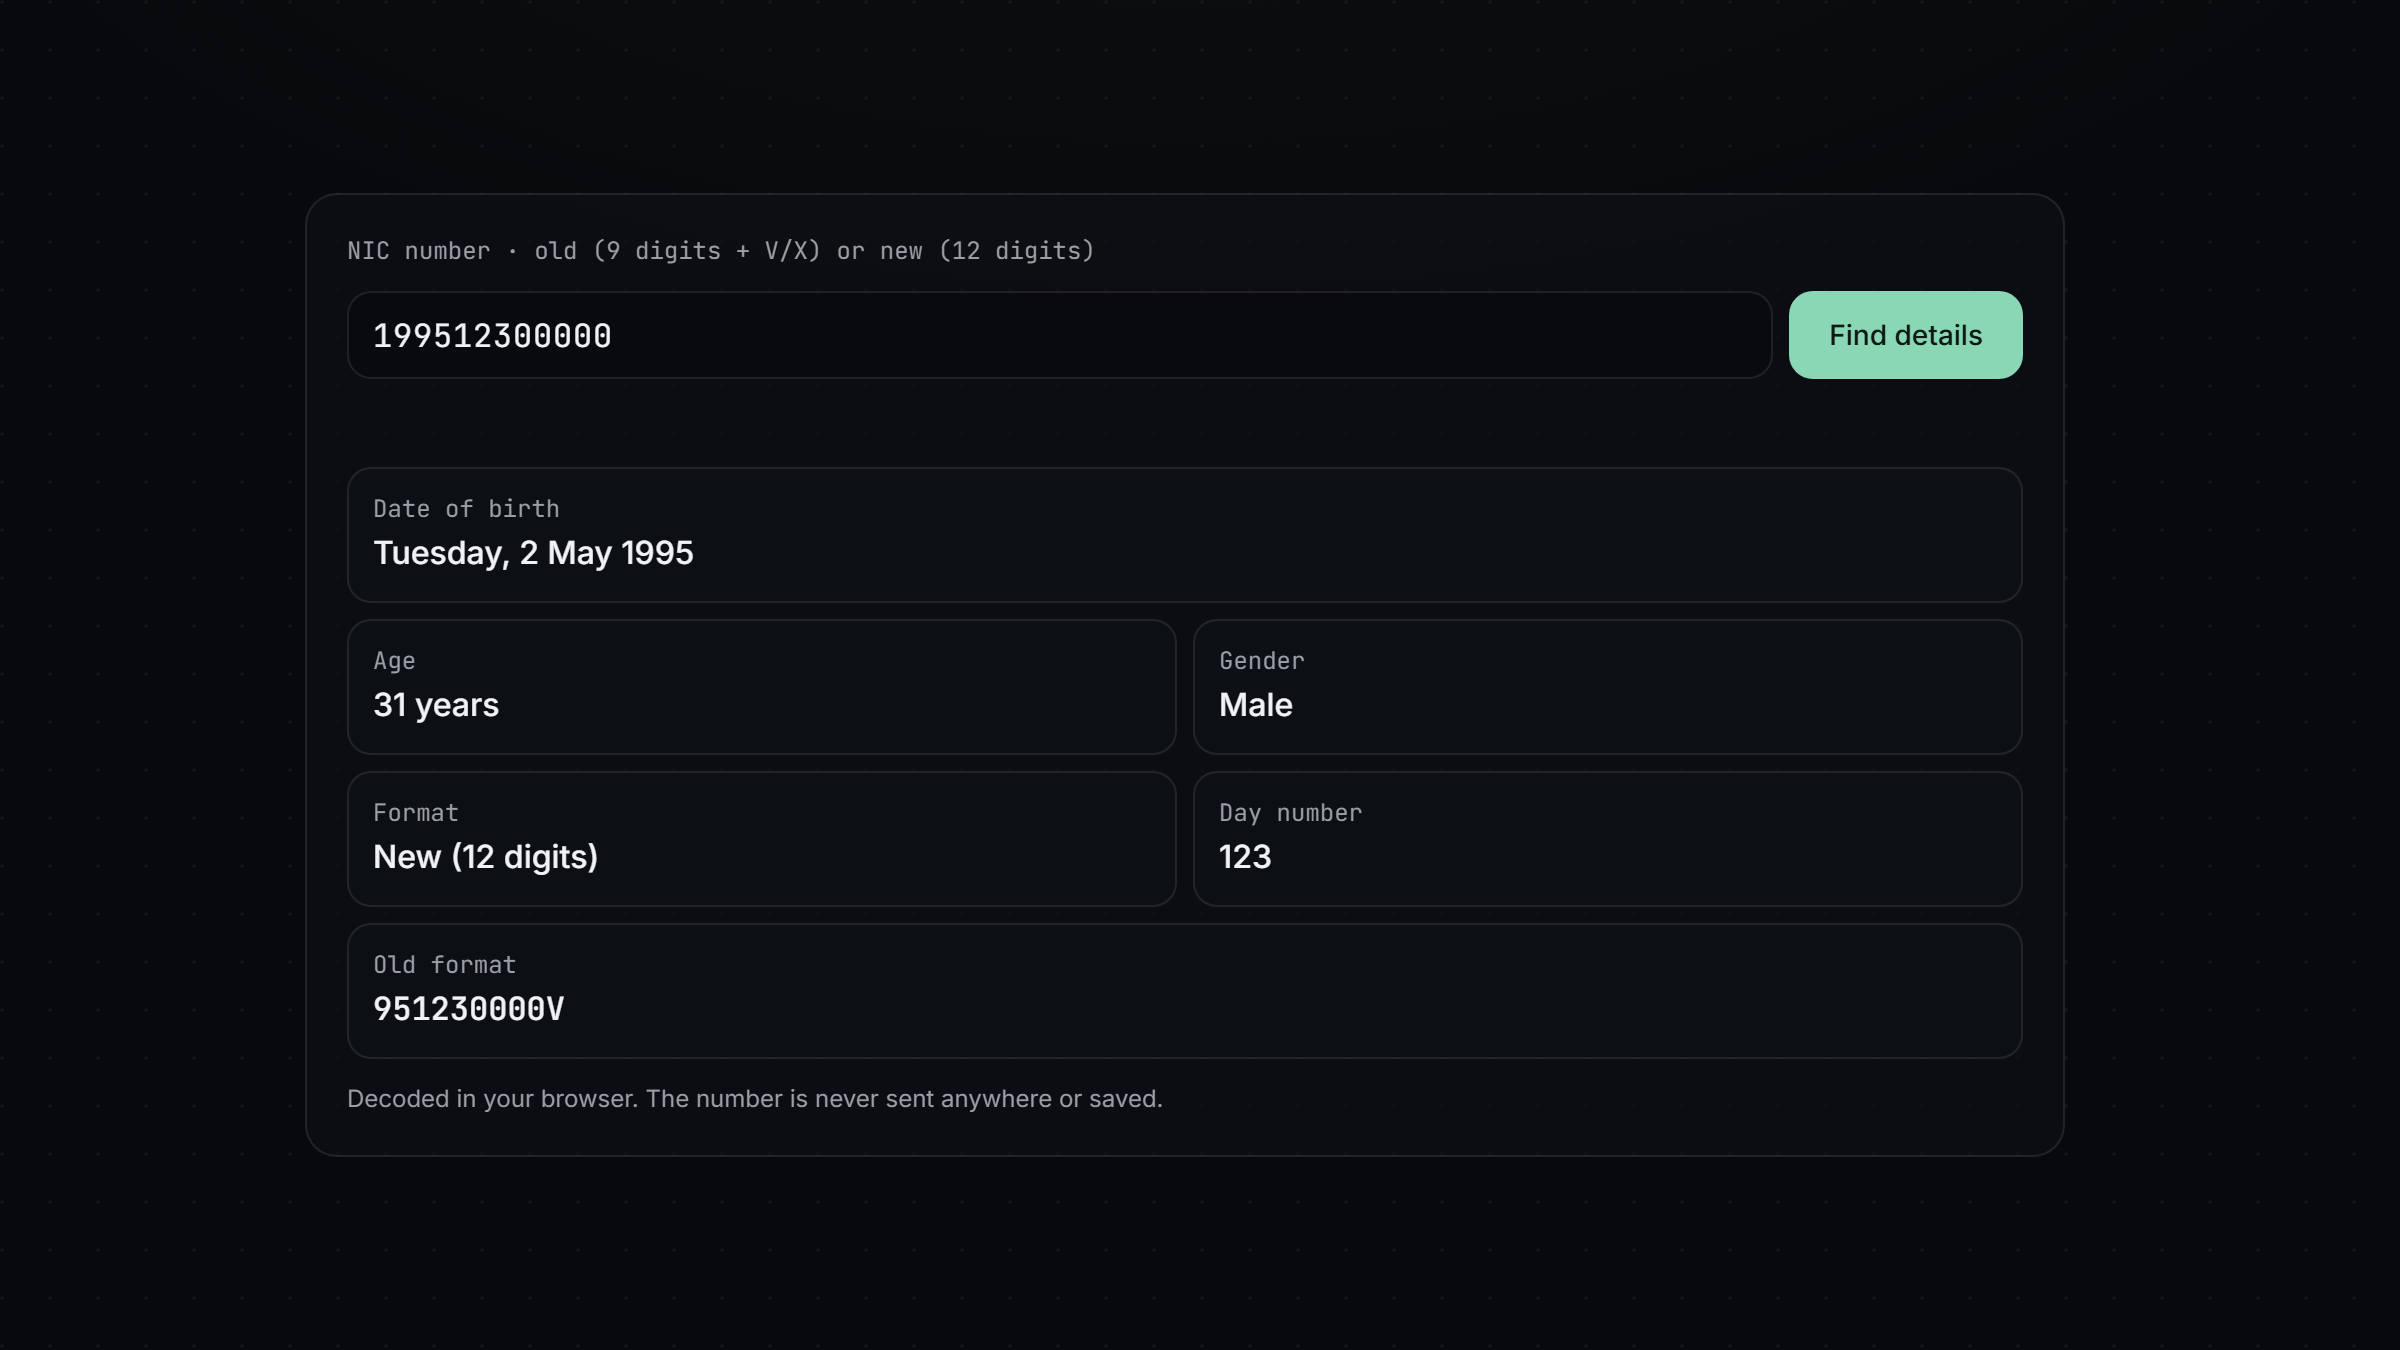 NIC number · old (9 digits + V/X) or new (12 digits)
199512300000
Find details
Date of birth
Tuesday, 2 May 1995
Age
31 years
Gender
Male
Format
New (12 digits)
Day number
123
Old format
951230000V
Decoded in your browser. The number is never sent anywhere or saved.